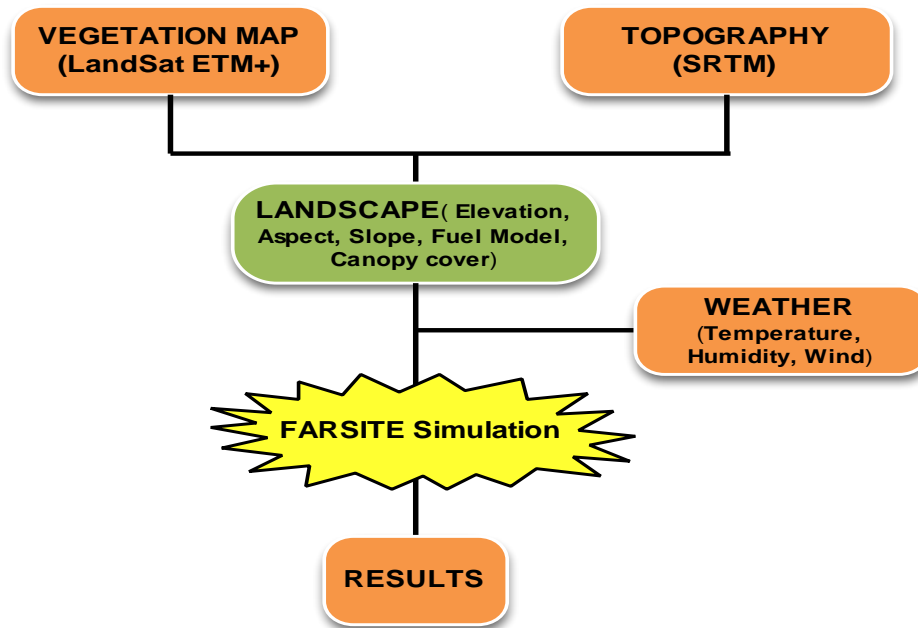 VEGETATION MAP
(LandSat ETM+)
TOPOGRAPHY
(SRTM)
LANDSCAPE( Elevation,
Aspect, Slope, Fuel Model,
Canopy cover)
WEATHER
(Temperature,
Humidity, Wind)
FARSITE Simulation
RESULTS